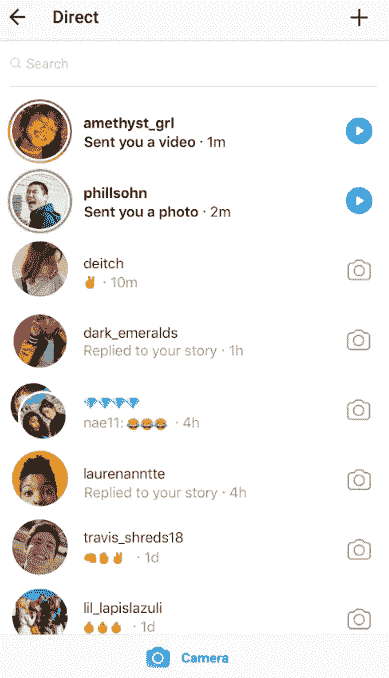 Direct
Search
amethyst_grl
Sent you a video · 1m
phillsohn
Sent you a photo · 2m
deitch
✌️ · 10m
dark_emeralds
Replied to your story · 1h
💎💎💎💎
nae11: 😂😂😂 · 4h
laurenanntte
Replied to your story · 4h
travis_shreds18
👊✋✌️ · 1d
lil_lapislazuli
🔥🔥🔥 · 1d
Camera